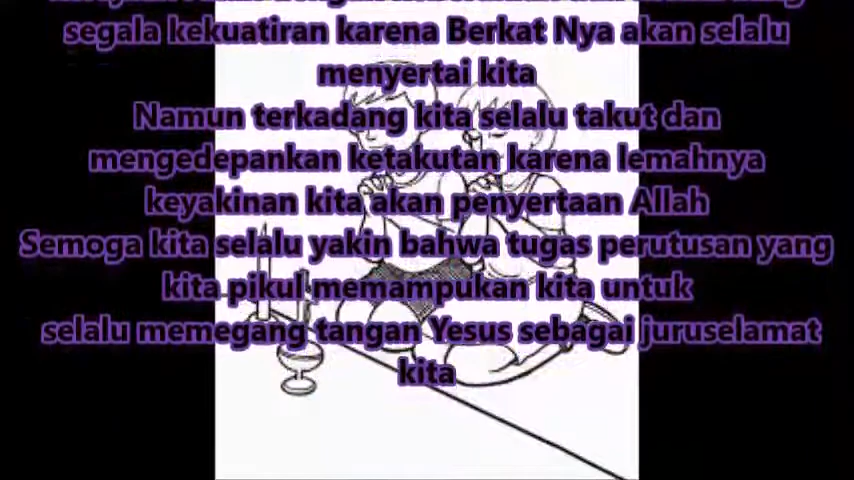 segala kekuatiran karena Berkat Nya akan selalu
menyertai kita
Namun terkadang kita selalu takut dan
mengedepankan ketakutan karena lemahnya
keyakinan kita akan penyertaan Allah
Semoga kita selalu yakin bahwa tugas perutusan yang
kita pikul memampukan kita untuk
selalu memegang tangan Yesus sebagai juruselamat
kita